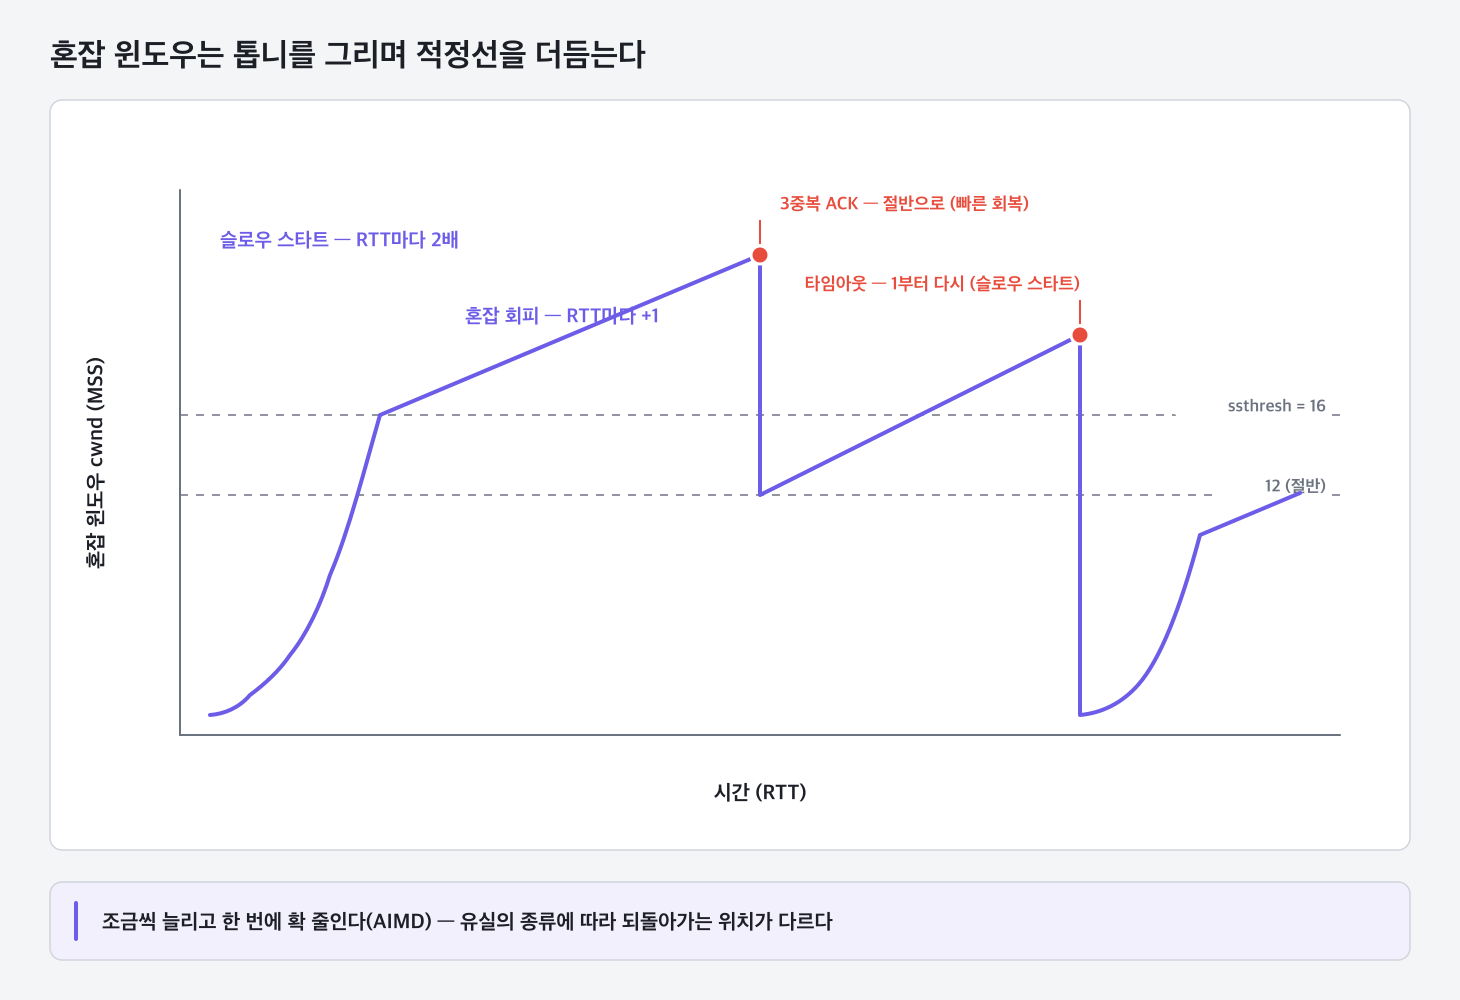 혼잡 윈도우는 톱니를 그리며 적정선을 더듬는다
3중복 ACK — 절반으로 (빠른 회복)
슬로우 스타트 — RTT마다 2배
타임아웃 — 1부터 다시 (슬로우 스타트)
혼잡 회피 — RTT마다 +1
ssthresh = 16
12 (절반)
혼잡 윈도우 cwnd (MSS)
시간 (RTT)
조금씩 늘리고 한 번에 확 줄인다(AIMD) — 유실의 종류에 따라 되돌아가는 위치가 다르다